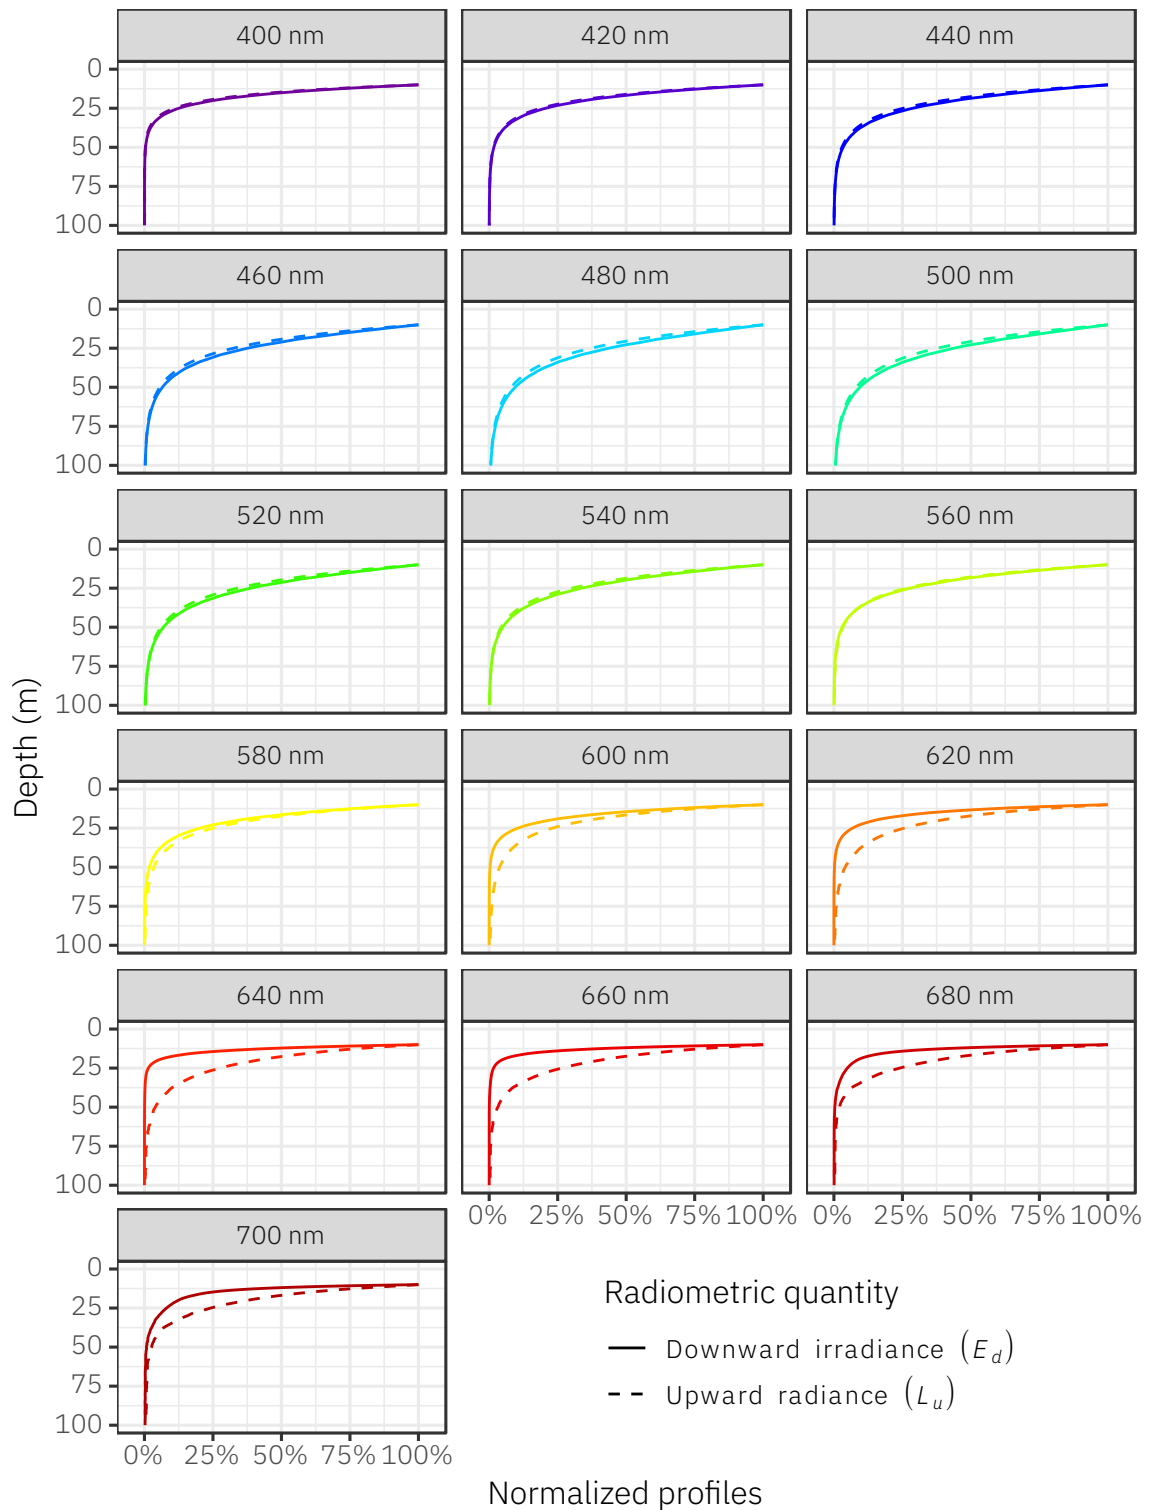 400 nm 420 nm 440 nm
0
25
50
75
100
460 nm 480 nm 500 nm
0
25
50
75
100
520 nm 540 nm 560 nm
0
25
50
75
100
Depth (m)
580 nm 600 nm 620 nm
0
25
50
75
100
640 nm 660 nm 680 nm
0
25
50
75
100
0% 25% 50% 75% 100% 0% 25% 50% 75% 100%
700 nm
0
25
50
75
100
0% 25% 50% 75% 100%
Radiometric quantity
Downward irradiance (E_d)
Upward radiance (L_u)
Normalized profiles